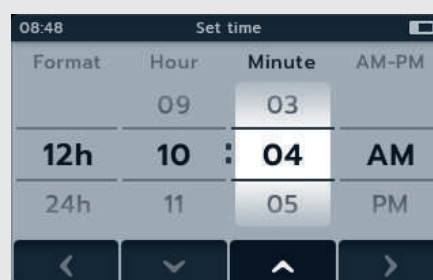 08:48 Set time
Format Hour Minute AM-PM
09 03
12h 10 : 04 AM
24h 11 05 PM